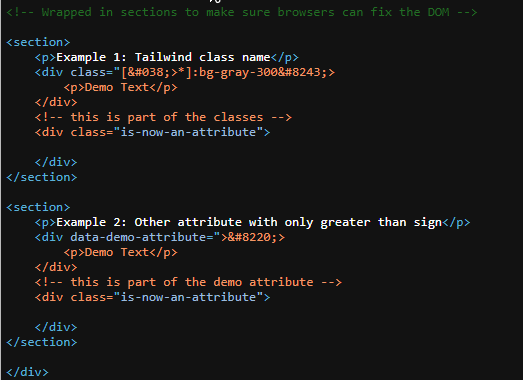 <!-- Wrapped in sections to make sure browsers can fix the DOM -->
<section>
<p>Example 1: Tailwind class name</p>
<div class="[&#038;>*]:bg-gray-300&#8243;>
<p>Demo Text</p>
</div>
<!-- this is part of the classes -->
<div class="is-now-an-attribute">
</div>
</section>
<section>
<p>Example 2: Other attribute with only greater than sign</p>
<div data-demo-attribute=">&#8220;>
<p>Demo Text</p>
</div>
<!-- this is part of the demo attribute -->
<div class="is-now-an-attribute">
</div>
</section>
</div>